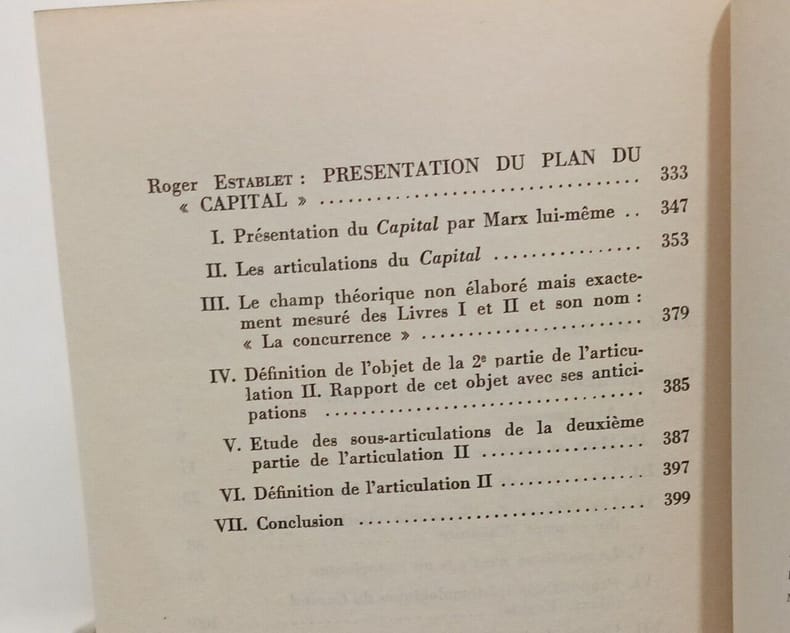 Roger ESTABLET : PRESENTATION DU PLAN DU
« CAPITAL » .................................... 333
I. Présentation du Capital par Marx lui-même .. 347
II. Les articulations du Capital ................ 353
III. Le champ théorique non élaboré mais exacte-
ment mesuré des Livres I et II et son nom :
« La concurrence » ........................ 379
IV. Définition de l'objet de la 2e partie de l'articu-
lation II. Rapport de cet objet avec ses antici-
pations .................................. 385
V. Etude des sous-articulations de la deuxième
partie de l'articulation II .................. 387
VI. Définition de l'articulation II ................ 397
VII. Conclusion ................................ 399